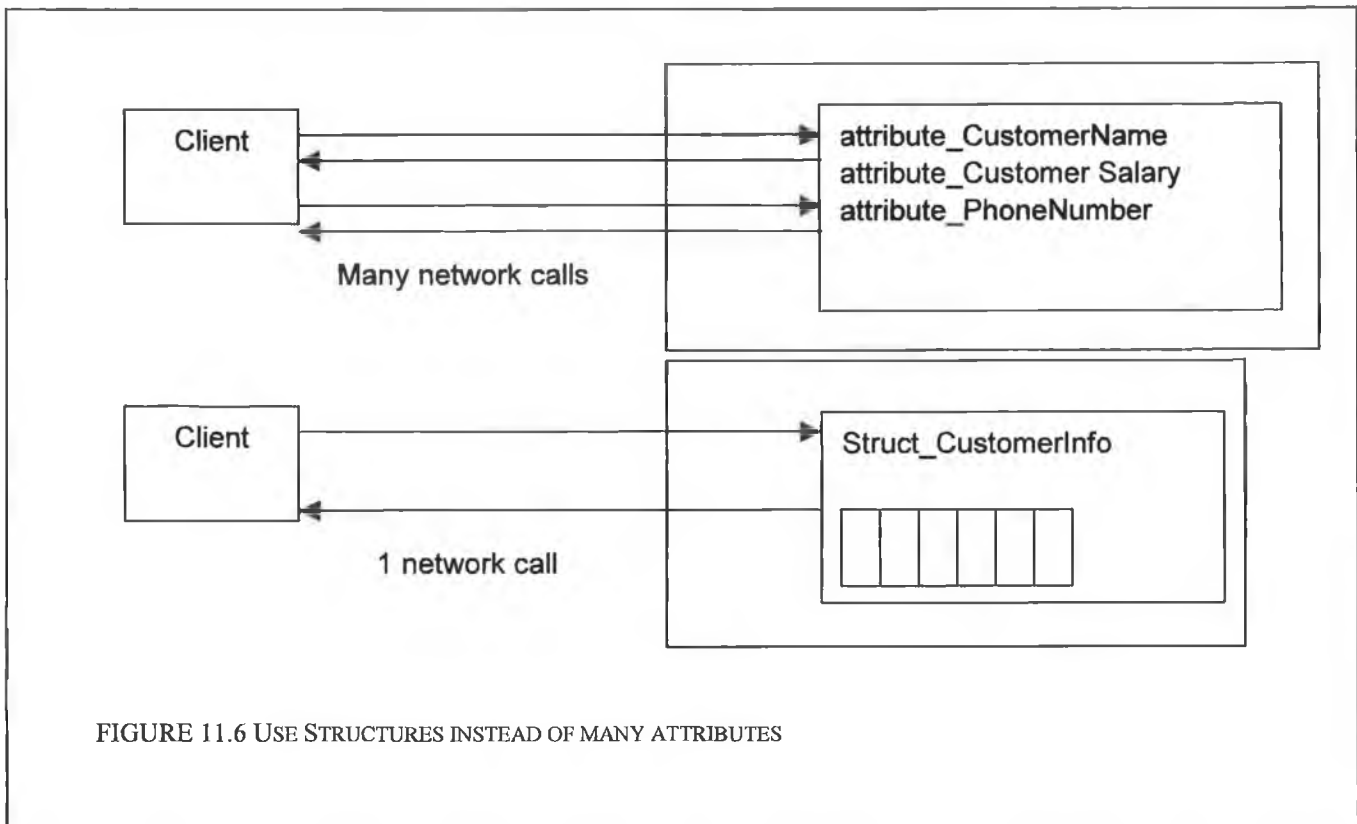 Client
attribute_CustomerName
attribute_Customer Salary
attribute_PhoneNumber
Many network calls
Client
Struct_CustomerInfo
1 network call
FIGURE 11.6 USE STRUCTURES INSTEAD OF MANY ATTRIBUTES